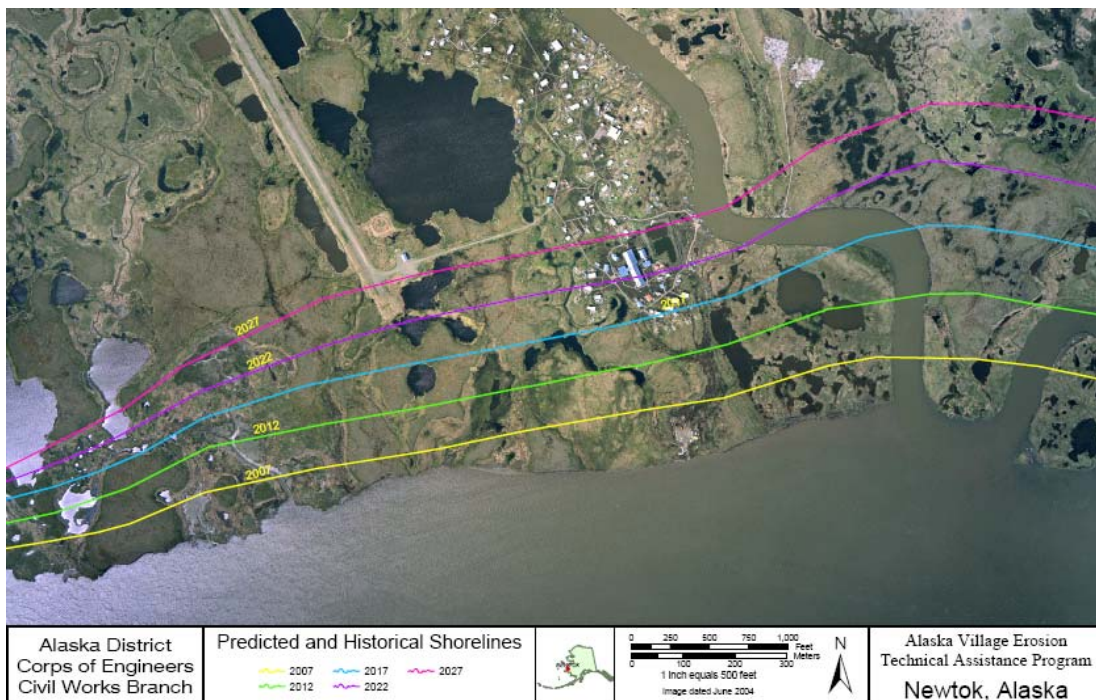 2027
2022
2017
2012
2007
Alaska District
Corps of Engineers
Civil Works Branch
Predicted and Historical Shorelines
2007
2017
2027
2012
2022
0 250 500 750 1,000
Feet
Meters
0 100 200 300
1 inch equals 500 feet
Image dated June 2004
N
Alaska Village Erosion
Technical Assistance Program
Newtok, Alaska